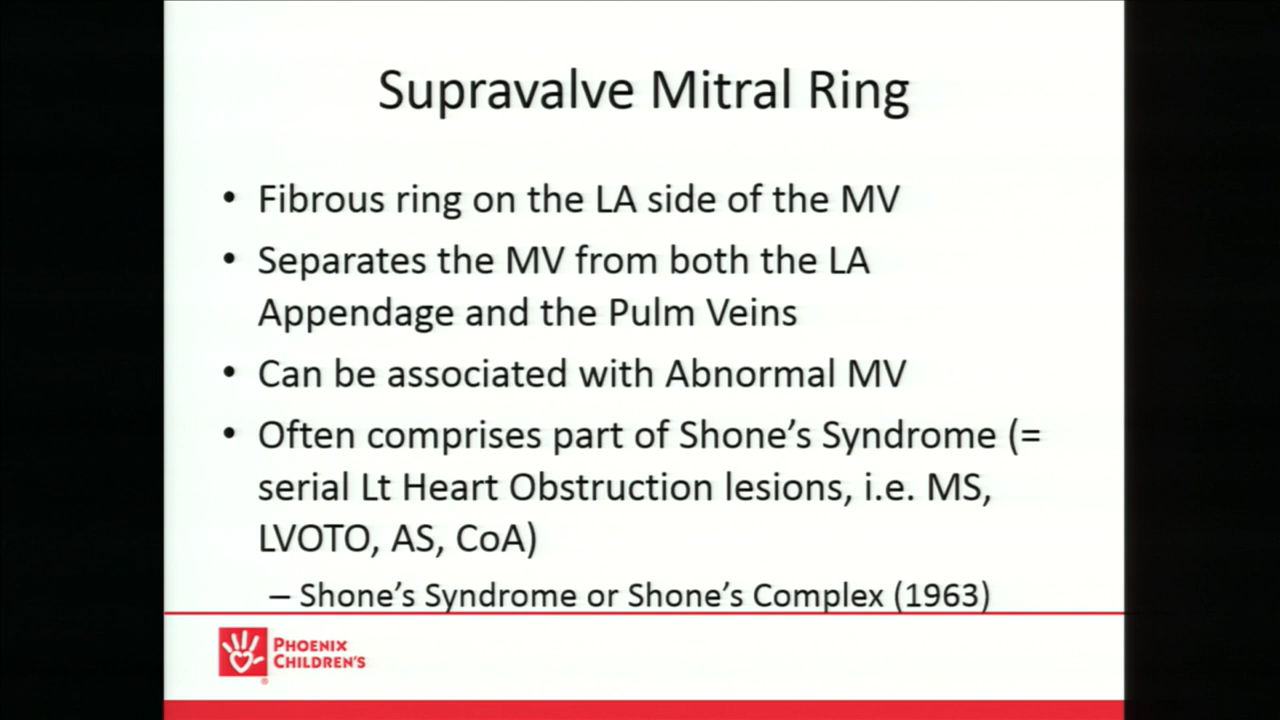 Supravalve Mitral Ring
• Fibrous ring on the LA side of the MV
• Separates the MV from both the LA
Appendage and the Pulm Veins
• Can be associated with Abnormal MV
• Often comprises part of Shone’s Syndrome (=
serial Lt Heart Obstruction lesions, i.e. MS,
LVOTO, AS, CoA)
– Shone’s Syndrome or Shone’s Complex (1963)
PHOENIX
CHILDREN'S
®